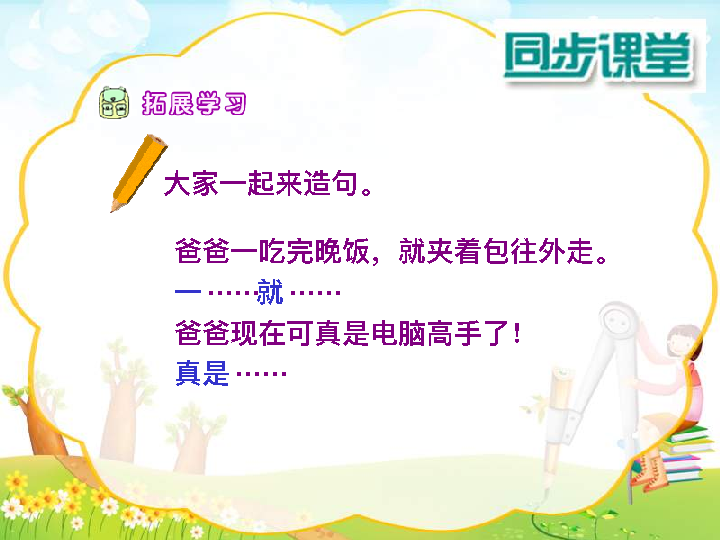 同步课堂
拓展学习
大家一起来造句。
爸爸一吃完晚饭，就夹着包往外走。
一……就……
爸爸现在可真是电脑高手了！
真是……